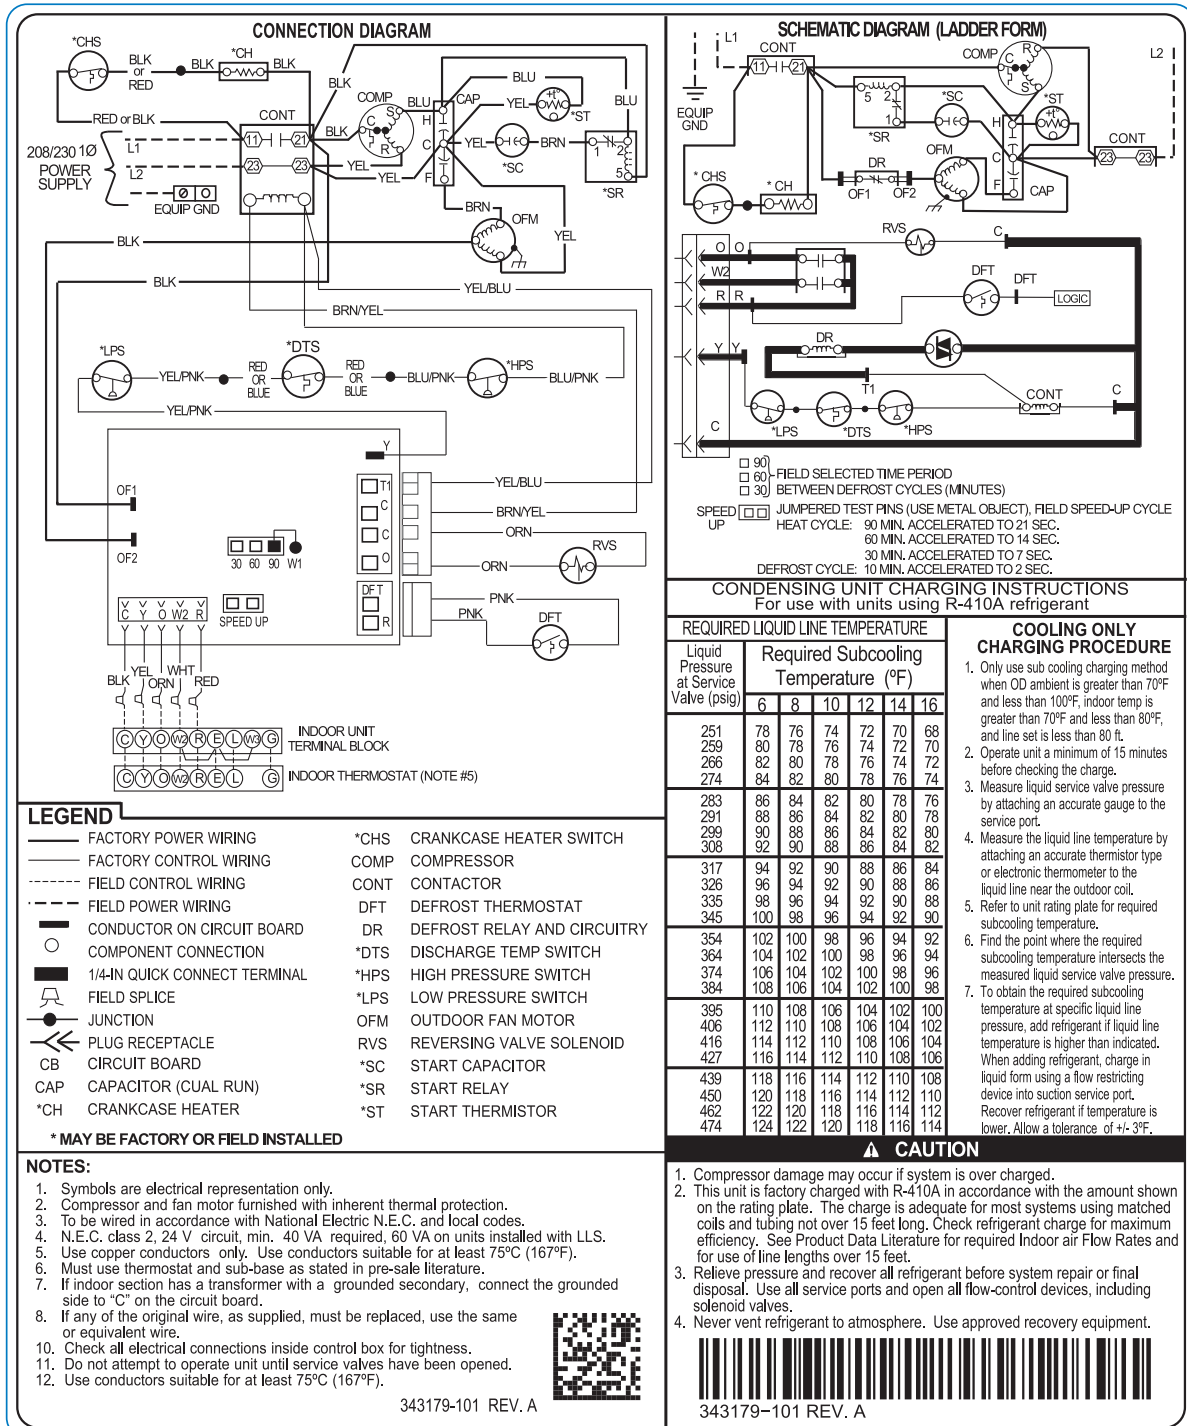 CONNECTION DIAGRAM
*CHS
BLK or RED
BLK
*CH
BLK
BLK
RED or BLK
CONT
11
21
23
23
208/230 1Ø
POWER
SUPPLY
L1
L2
EQUIP GND
BLK
YEL
YEL
COMP
C
S
R
BLU
CAP
H
C
F
BLU
YEL
*ST
BLU
YEL
*SC
BRN
1
2
5
*SR
BRN
OFM
YEL
BLK
BLK
YEL/BLU
BRN/YEL
*LPS
YEL/PNK
RED OR BLUE
*DTS
RED OR BLUE
BLU/PNK
*HPS
BLU/PNK
YEL/PNK
Y
OF1
OF2
T1
C
C
O
YEL/BLU
BRN/YEL
ORN
ORN
RVS
30 60 90 W1
SPEED UP
DFT
R
PNK
PNK
DFT
C Y O W2 R
BLK YEL ORN WHT RED
C Y O W2 R E L W3 G
INDOOR UNIT
TERMINAL BLOCK
C Y O W2 R E L G
INDOOR THERMOSTAT (NOTE #5)
LEGEND
FACTORY POWER WIRING
FACTORY CONTROL WIRING
FIELD CONTROL WIRING
FIELD POWER WIRING
CONDUCTOR ON CIRCUIT BOARD
COMPONENT CONNECTION
1/4-IN QUICK CONNECT TERMINAL
FIELD SPLICE
JUNCTION
PLUG RECEPTACLE
CB CIRCUIT BOARD
CAP CAPACITOR (CUAL RUN)
*CH CRANKCASE HEATER
*CHS CRANKCASE HEATER SWITCH
COMP COMPRESSOR
CONT CONTACTOR
DFT DEFROST THERMOSTAT
DR DEFROST RELAY AND CIRCUITRY
*DTS DISCHARGE TEMP SWITCH
*HPS HIGH PRESSURE SWITCH
*LPS LOW PRESSURE SWITCH
OFM OUTDOOR FAN MOTOR
RVS REVERSING VALVE SOLENOID
*SC START CAPACITOR
*SR START RELAY
*ST START THERMISTOR
* MAY BE FACTORY OR FIELD INSTALLED
NOTES:
1. Symbols are electrical representation only.
2. Compressor and fan motor furnished with inherent thermal protection.
3. To be wired in accordance with National Electric N.E.C. and local codes.
4. N.E.C. class 2, 24 V circuit, min. 40 VA required, 60 VA on units installed with LLS.
5. Use copper conductors only. Use conductors suitable for at least 75°C (167°F).
6. Must use thermostat and sub-base as stated in pre-sale literature.
7. If indoor section has a transformer with a grounded secondary, connect the grounded
side to “C” on the circuit board.
8. If any of the original wire, as supplied, must be replaced, use the same
or equivalent wire.
10. Check all electrical connections inside control box for tightness.
11. Do not attempt to operate unit until service valves have been opened.
12. Use conductors suitable for at least 75°C (167°F).
343179-101 REV. A
SCHEMATIC DIAGRAM (LADDER FORM)
L1
CONT
11
21
COMP
R
C
S
L2
EQUIP
GND
5
2
1
*SR
*SC
*ST
H
C
F
CAP
CONT
23
23
OFM
DR
OF1
OF2
* CHS
* CH
RVS
C
O O
W2
R R
DFT
DFT
LOGIC
Y Y
DR
T1
CONT
C
*LPS
*DTS
*HPS
C
90
60
30
FIELD SELECTED TIME PERIOD
BETWEEN DEFROST CYCLES (MINUTES)
SPEED UP
JUMPERED TEST PINS (USE METAL OBJECT), FIELD SPEED-UP CYCLE
HEAT CYCLE: 90 MIN. ACCELERATED TO 21 SEC.
60 MIN. ACCELERATED TO 14 SEC.
30 MIN. ACCELERATED TO 7 SEC.
DEFROST CYCLE: 10 MIN. ACCELERATED TO 2 SEC.
CONDENSING UNIT CHARGING INSTRUCTIONS
For use with units using R-410A refrigerant
REQUIRED LIQUID LINE TEMPERATURE
Liquid
Pressure
at Service
Valve (psig)
Required Subcooling
Temperature (ºF)
6 8 10 12 14 16
251 78 76 74 72 70 68
259 80 78 76 74 72 70
266 82 80 78 76 74 72
274 84 82 80 78 76 74
283 86 84 82 80 78 76
291 88 86 84 82 80 78
299 90 88 86 84 82 80
308 92 90 88 86 84 82
317 94 92 90 88 86 84
326 96 94 92 90 88 86
335 98 96 94 92 90 88
345 100 98 96 94 92 90
354 102 100 98 96 94 92
364 104 102 100 98 96 94
374 106 104 102 100 98 96
384 108 106 104 102 100 98
395 110 108 106 104 102 100
406 112 110 108 106 104 102
416 114 112 110 108 106 104
427 116 114 112 110 108 106
439 118 116 114 112 110 108
450 120 118 116 114 112 110
462 122 120 118 116 114 112
474 124 122 120 118 116 114
COOLING ONLY
CHARGING PROCEDURE
1. Only use sub cooling charging method
when OD ambient is greater than 70ºF
and less than 100ºF, indoor temp is
greater than 70ºF and less than 80ºF,
and line set is less than 80 ft.
2. Operate unit a minimum of 15 minutes
before checking the charge.
3. Measure liquid service valve pressure
by attaching an accurate gauge to the
service port.
4. Measure the liquid line temperature by
attaching an accurate thermistor type
or electronic thermometer to the
liquid line near the outdoor coil.
5. Refer to unit rating plate for required
subcooling temperature.
6. Find the point where the required
subcooling temperature intersects the
measured liquid service valve pressure.
7. To obtain the required subcooling
temperature at specific liquid line
pressure, add refrigerant if liquid line
temperature is higher than indicated.
When adding refrigerant, charge in
liquid form using a flow restricting
device into suction service port.
Recover refrigerant if temperature is
lower. Allow a tolerance of +/- 3ºF.
CAUTION
1. Compressor damage may occur if system is over charged.
2. This unit is factory charged with R-410A in accordance with the amount shown
on the rating plate. The charge is adequate for most systems using matched
coils and tubing not over 15 feet long. Check refrigerant charge for maximum
efficiency. See Product Data Literature for required Indoor air Flow Rates and
for use of line lengths over 15 feet.
3. Relieve pressure and recover all refrigerant before system repair or final
disposal. Use all service ports and open all flow-control devices, including
solenoid valves.
4. Never vent refrigerant to atmosphere. Use approved recovery equipment.
343179-101 REV. A